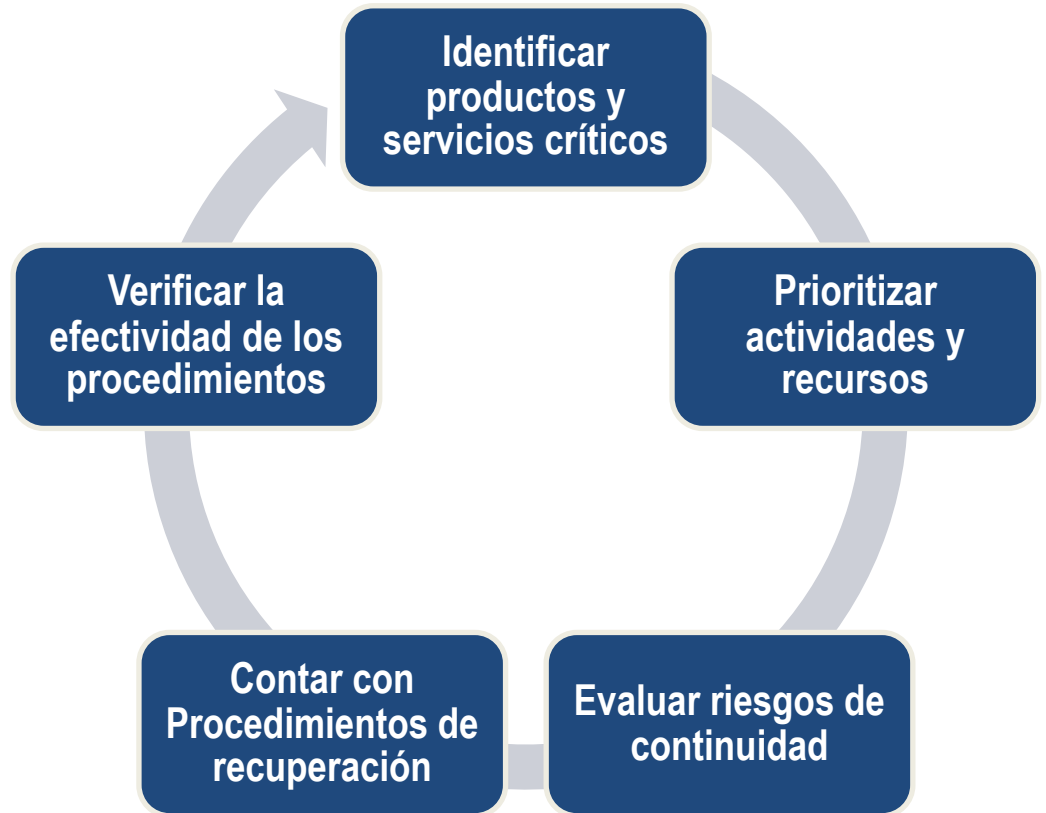 Identificar
productos y
servicios críticos
Prioritizar
actividades y
recursos
Evaluar riesgos de
continuidad
Contar con
Procedimientos de
recuperación
Verificar la
efectividad de los
procedimientos